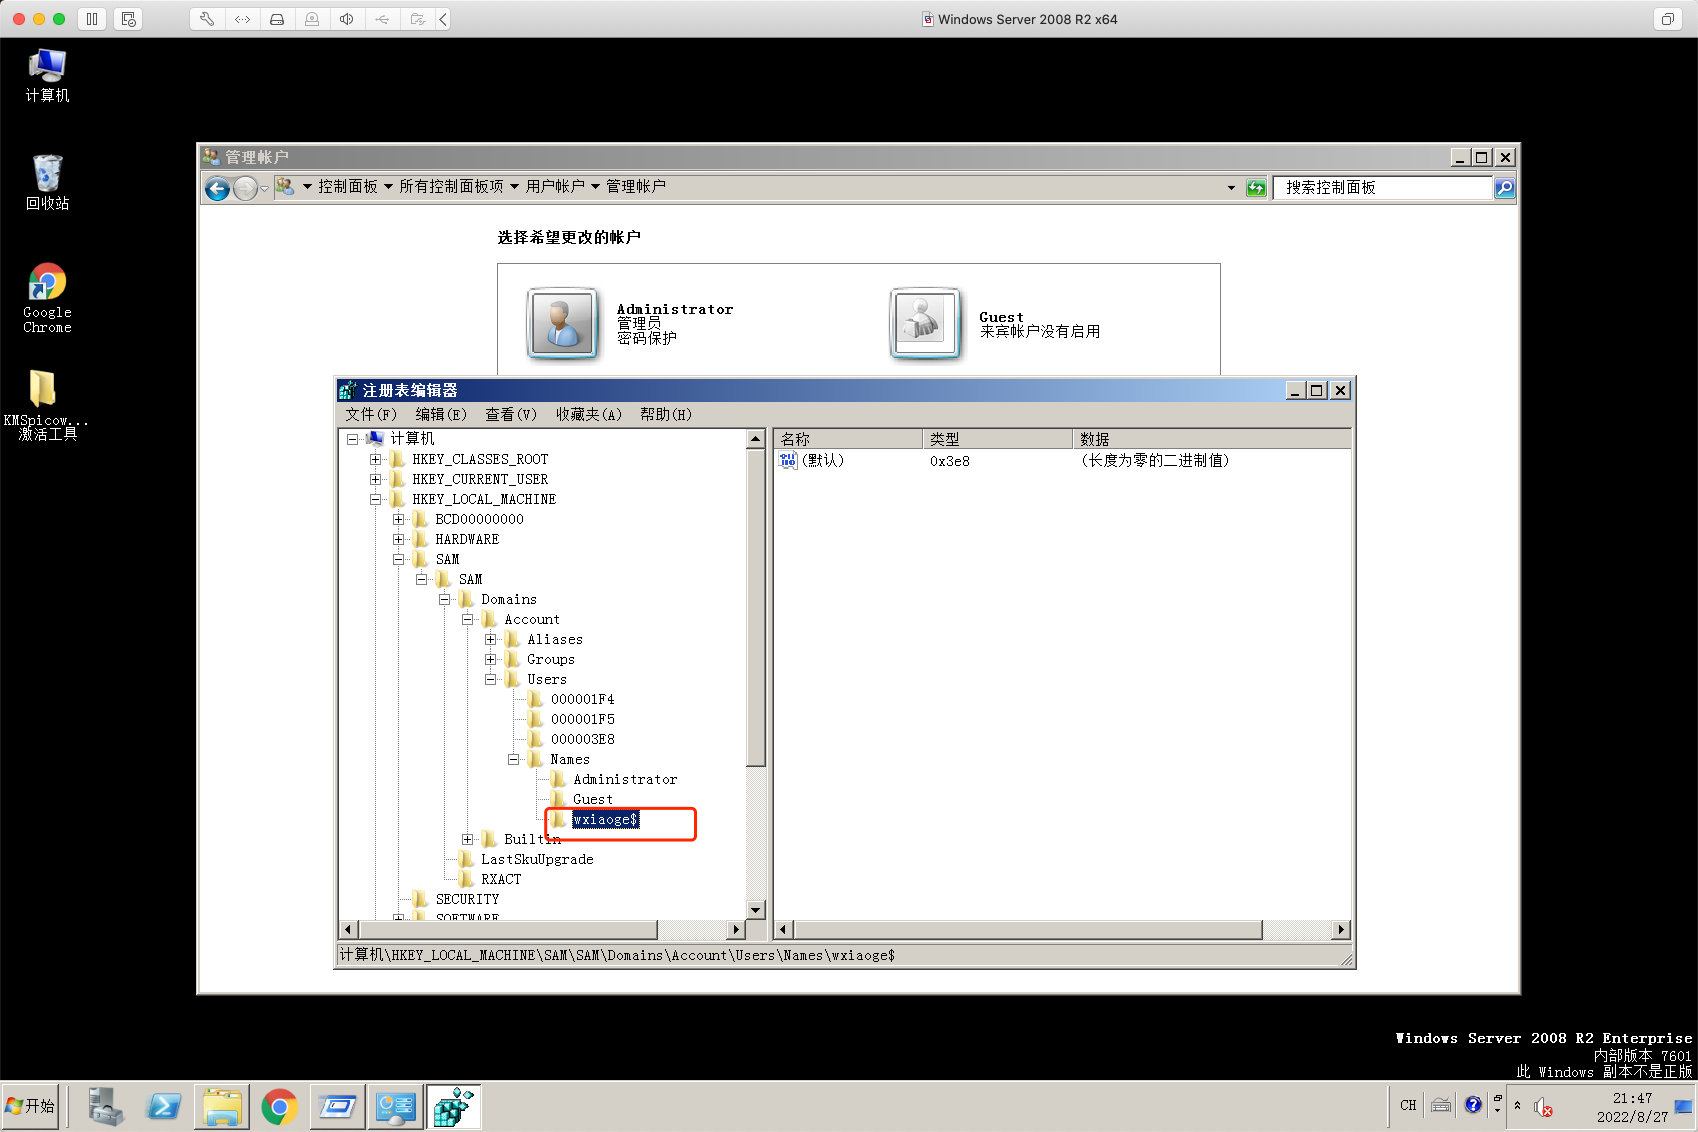 Windows Server 2008 R2 x64
计算机
回收站
Google
Chrome
KMSpicow...
激活工具
管理帐户
控制面板 所有控制面板项 用户帐户 管理帐户
搜索控制面板
选择希望更改的帐户
Administrator
管理员
密码保护
Guest
来宾帐户没有启用
注册表编辑器
文件(F) 编辑(E) 查看(V) 收藏夹(A) 帮助(H)
计算机
HKEY_CLASSES_ROOT
HKEY_CURRENT_USER
HKEY_LOCAL_MACHINE
BCD00000000
HARDWARE
SAM
SAM
Domains
Account
Aliases
Groups
Users
000001F4
000001F5
000003E8
Names
Administrator
Guest
wxiaoge$
Builtin
LastSkuUpgrade
RXACT
SECURITY
SOFTWARE
名称 类型 数据
(默认) 0x3e8 (长度为零的二进制值)
计算机\HKEY_LOCAL_MACHINE\SAM\SAM\Domains\Account\Users\Names\wxiaoge$
Windows Server 2008 R2 Enterprise
内部版本 7601
此 Windows 副本不是正版
开始
CH
21:47
2022/8/27